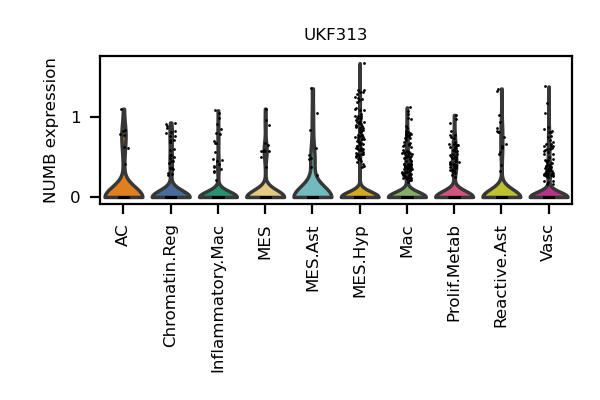 UKF313
NUMB expression
1
0
AC
Chromatin.Reg
Inflammatory.Mac
MES
MES.Ast
MES.Hyp
Mac
Prolif.Metab
Reactive.Ast
Vasc